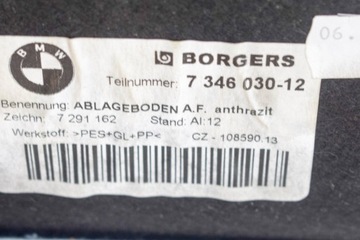 06.
BMW
BORGERS
Teilnummer: 7 346 030-12
Benennung: ABLAGEBODEN A.F. anthrazit
Zeichn: 7 291 162 Stand: AI:12
Werkstoff: >PES+GL+PP< CZ - 108590.13